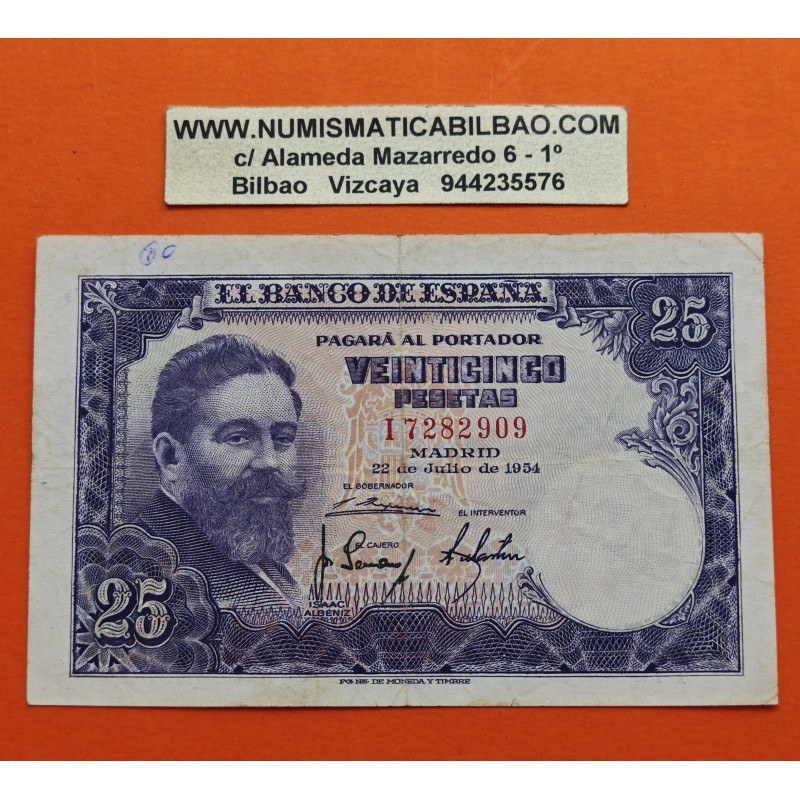 WWW.NUMISMATICABILBAO.COM
c/ Alameda Mazarredo 6 - 1º
Bilbao Vizcaya 944235576
EL BANCO DE ESPAÑA
25
PAGARÁ AL PORTADOR
VEINTICINCO
PESETAS
I 7282909
MADRID
22 de Julio de 1954
EL GOBERNADOR
EL INTERVENTOR
EL CAJERO
ISAAC
ALBENIZ
25
FCA. NAL. DE MONEDA Y TIMBRE